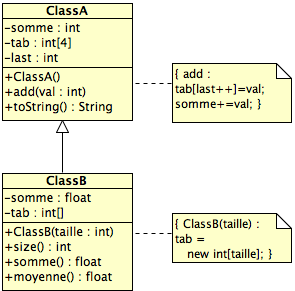 ClassA
-somme : int
-tab : int[4]
-last : int
+ClassA()
+add(val : int)
+toString() : String
{ add :
tab[last++]=val;
somme+=val; }
ClassB
-somme : float
-tab : int[]
+ClassB(taille : int)
+size() : int
+somme() : float
+moyenne() : float
{ ClassB(taille) :
tab =
new int[taille]; }